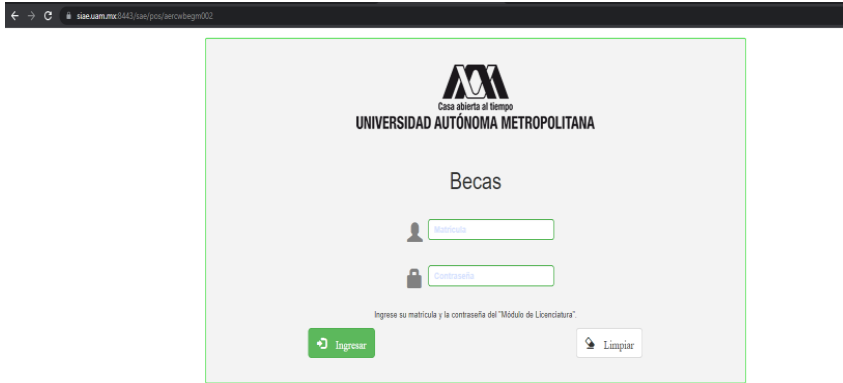 siae.uam.mx:8443/sae/pos/aercwbegm002
Casa abierta al tiempo
UNIVERSIDAD AUTÓNOMA METROPOLITANA
Becas
Matrícula
Contraseña
Ingrese su matrícula y la contraseña del "Módulo de Licenciatura".
Ingresar
Limpiar